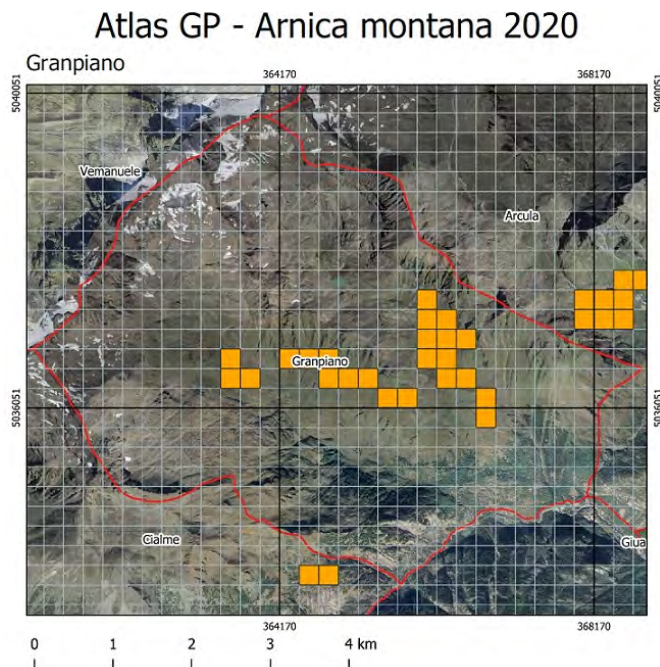 Atlas GP - Arnica montana 2020
Granpiano
364170 368170
5040051 5040051
Vemanuele
Arcula
Granpiano
5036051 5036051
Cialme
Giua
364170 368170
0 1 2 3 4 km